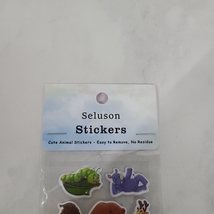 Seluson
Stickers
Cute Animal Stickers - Easy to Remove, No Residue